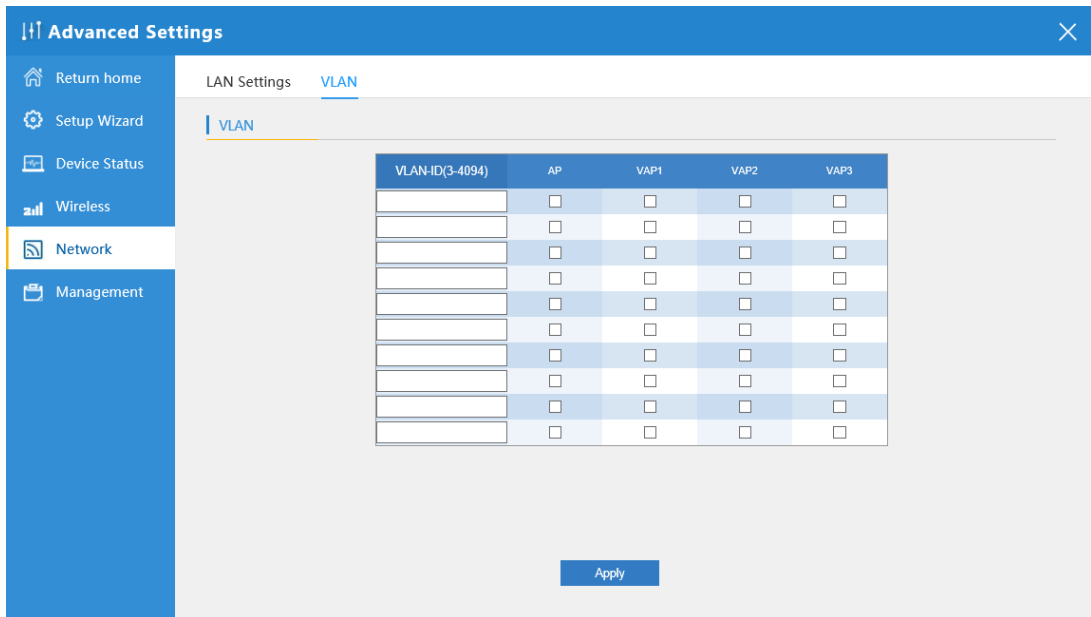 Advanced Settings
Return home
Setup Wizard
Device Status
Wireless
Network
Management
LAN Settings VLAN
VLAN
VLAN-ID(3-4094) AP VAP1 VAP2 VAP3
Apply